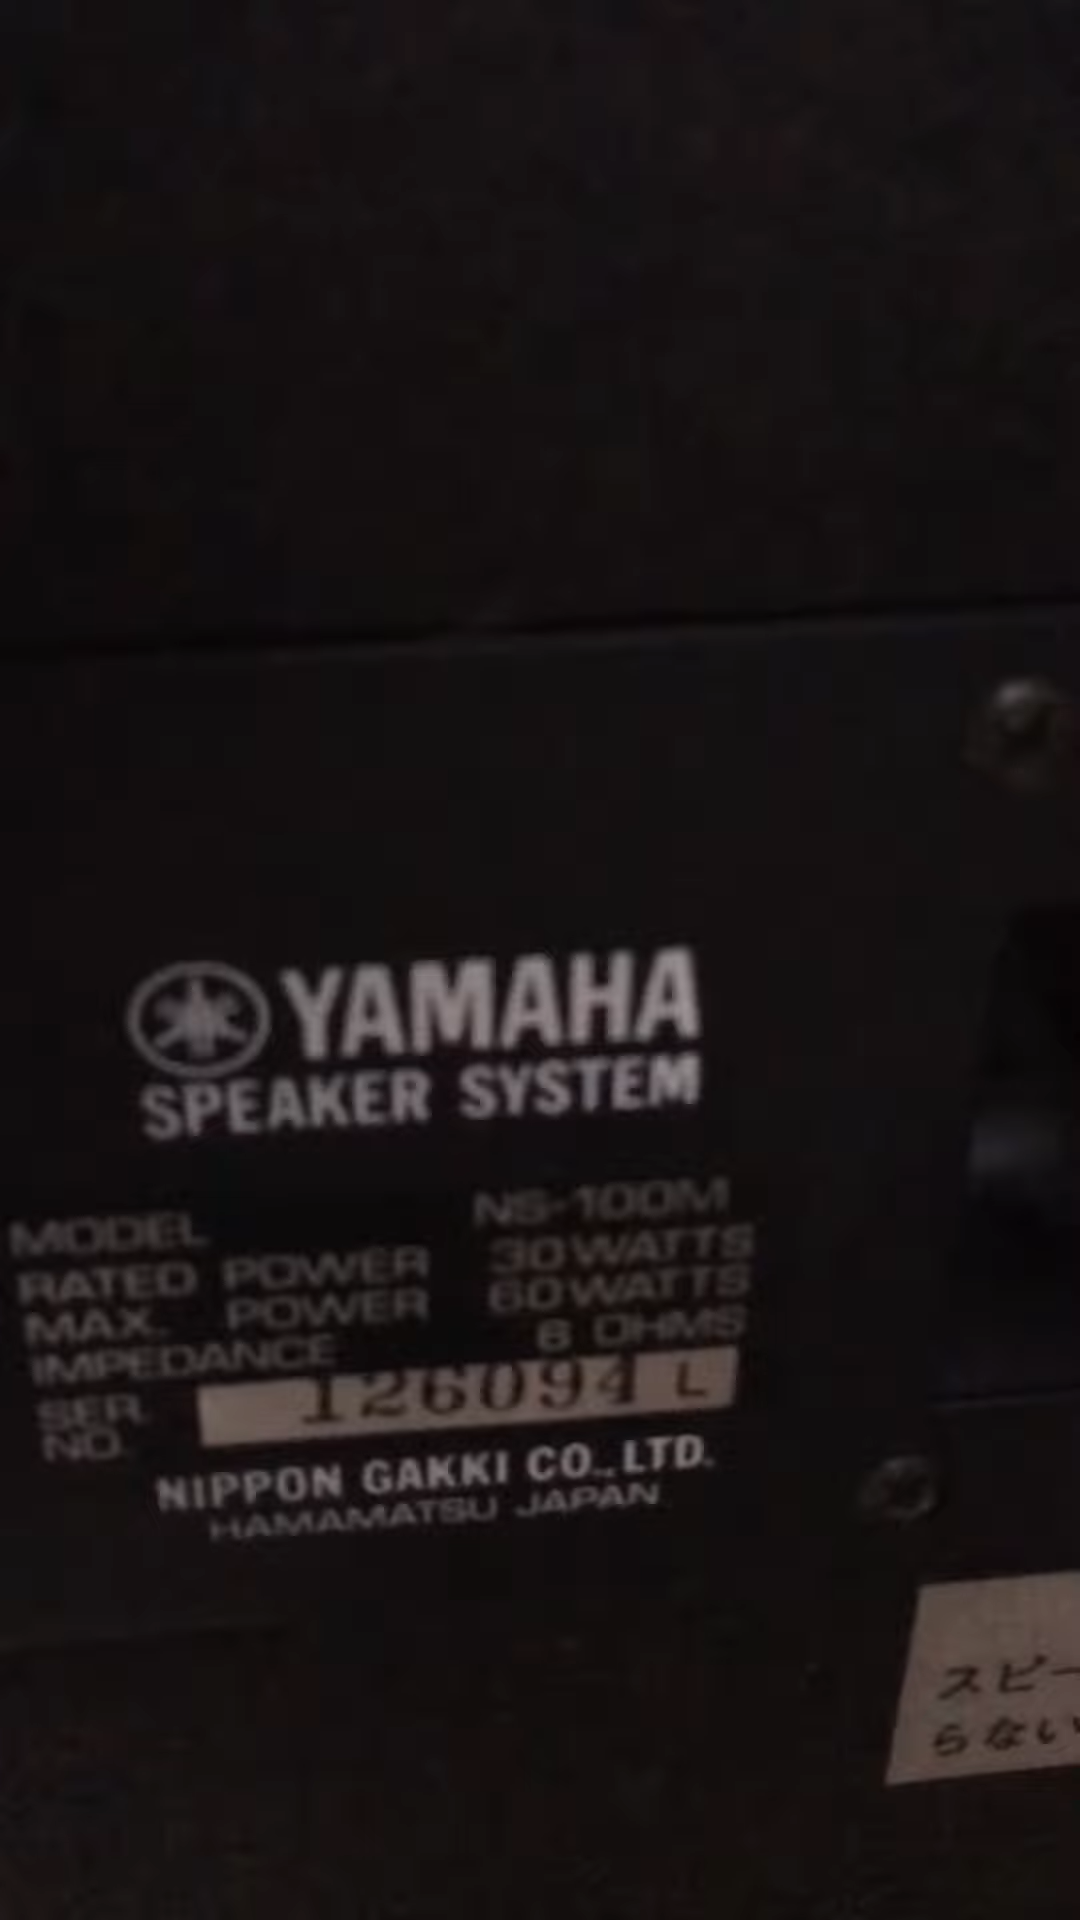 YAMAHA
SPEAKER SYSTEM
MODEL NS-100M
RATED POWER 30WATTS
MAX. POWER 60WATTS
IMPEDANCE 6 OHMS
SER. NO. 126094 L
NIPPON GAKKI CO., LTD.
HAMAMATSU JAPAN
スピー
らない